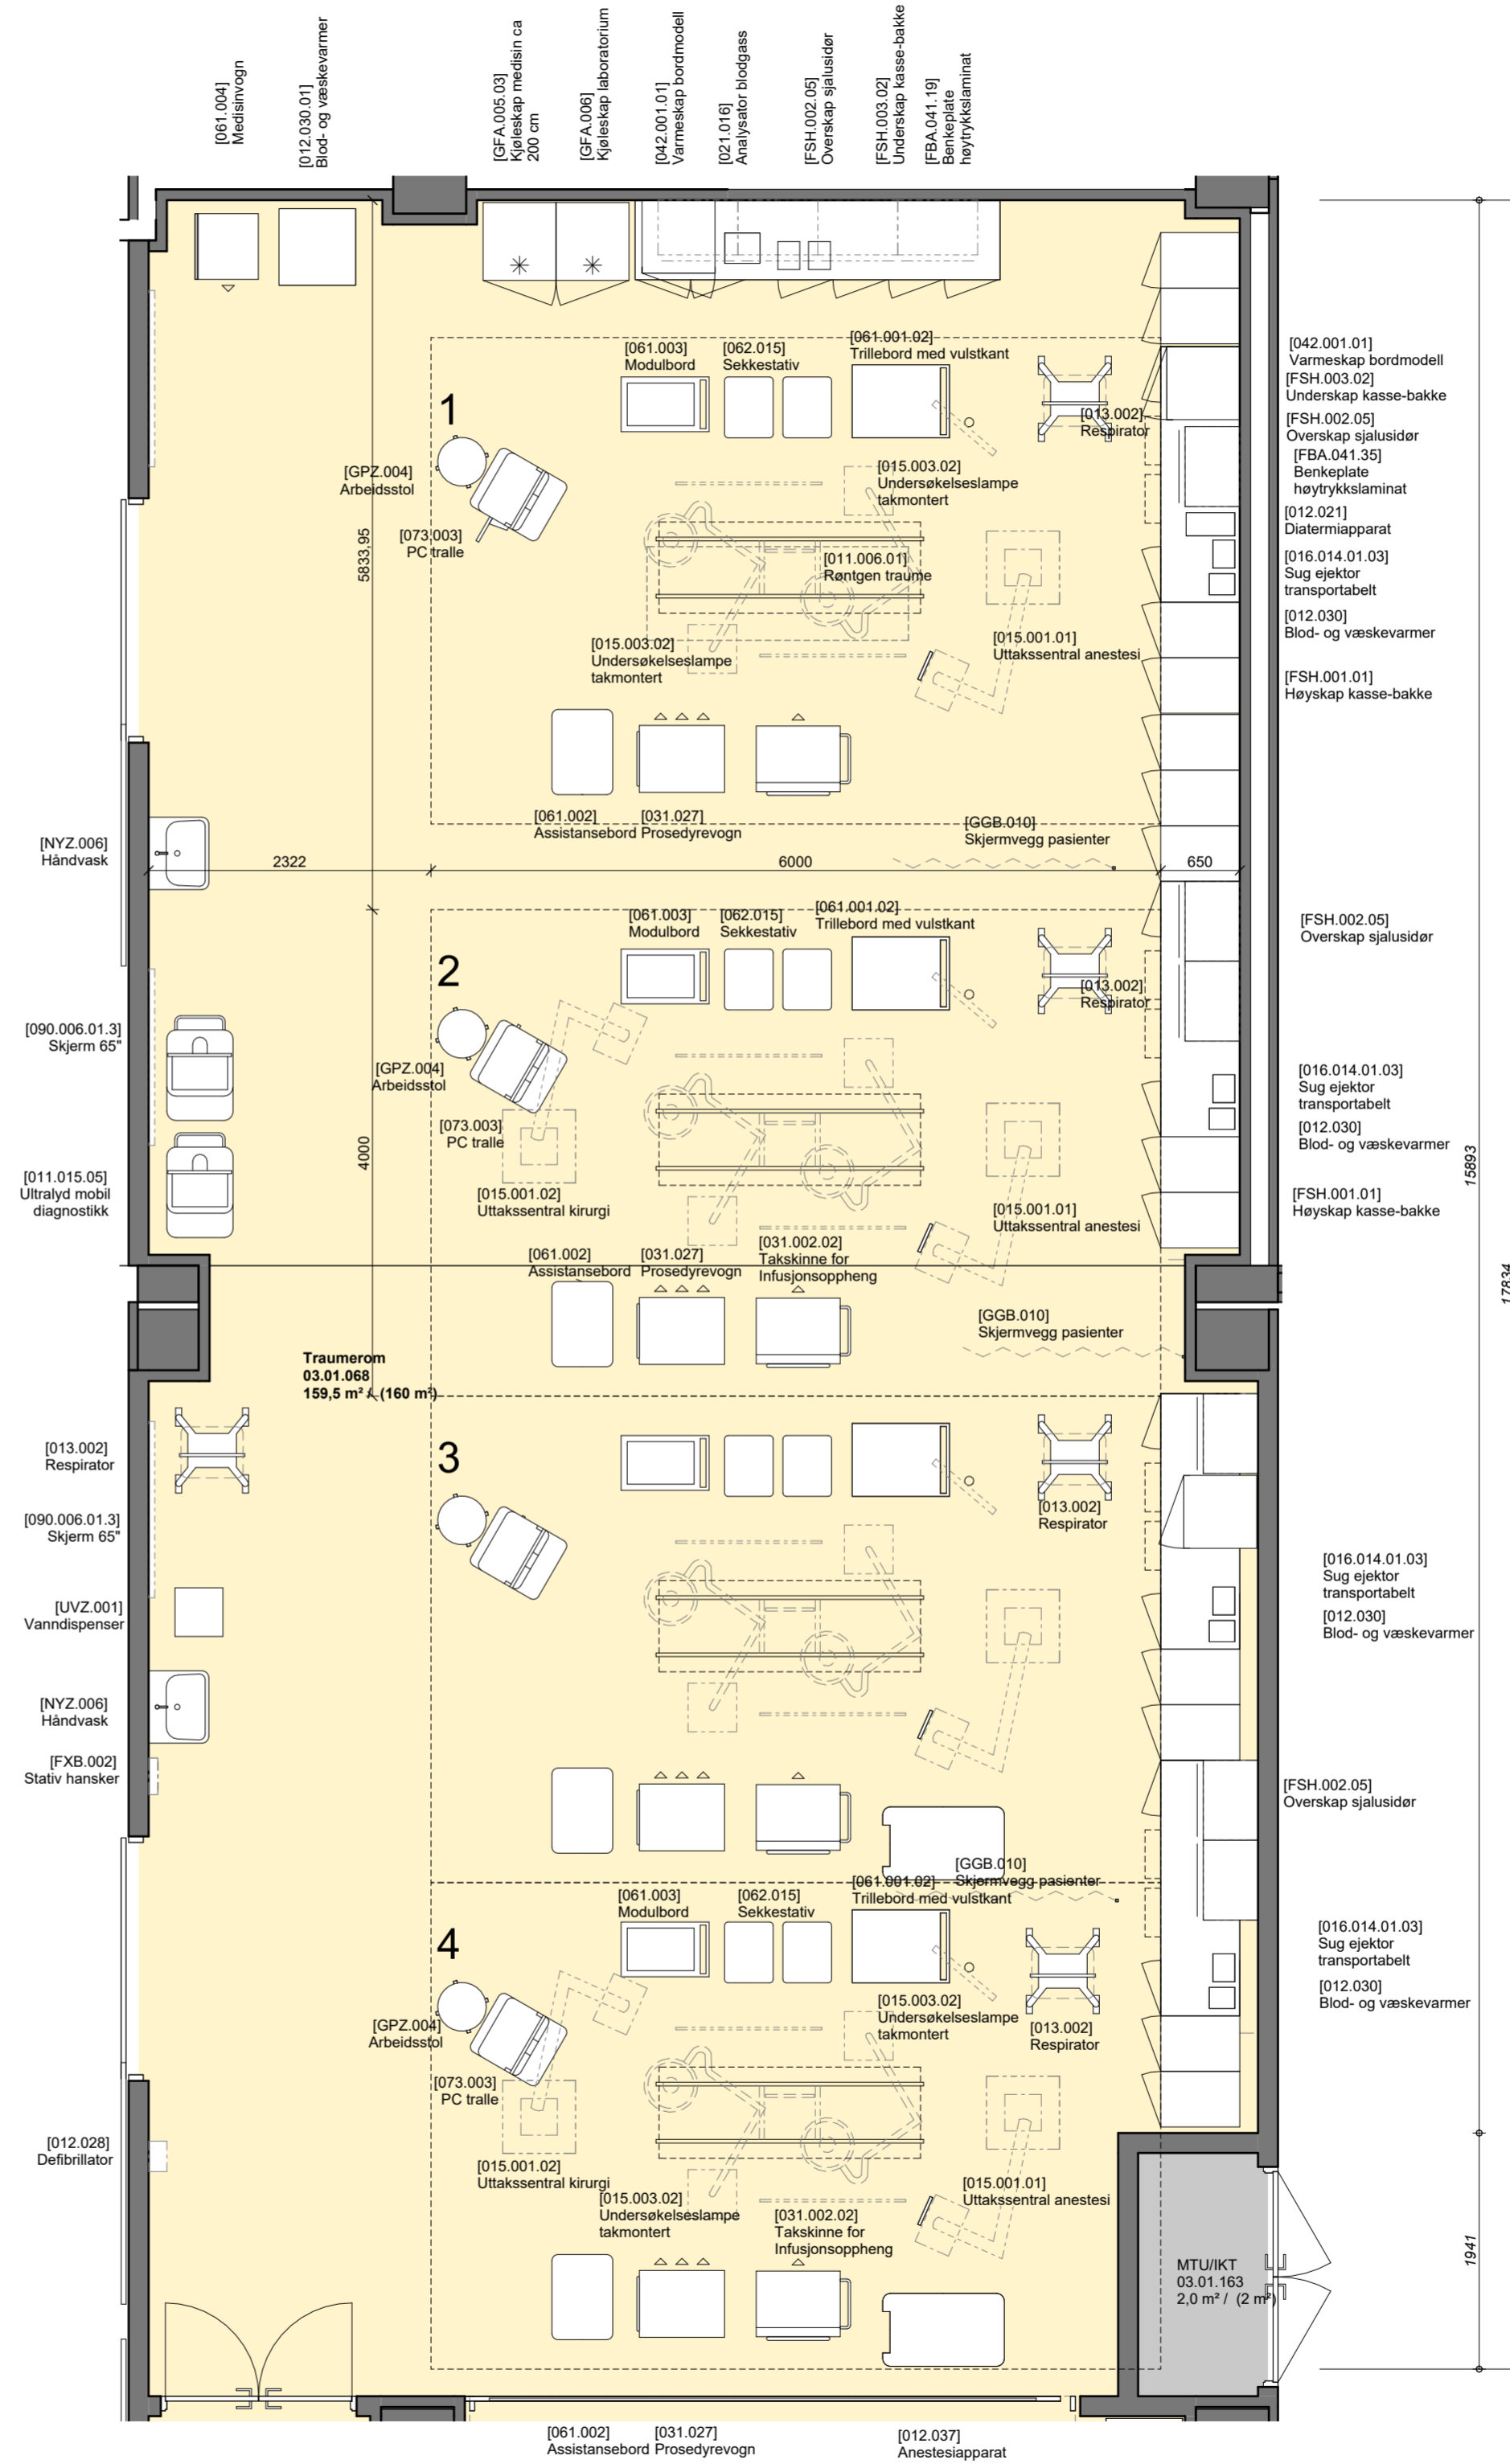 [061.004]
Medisinvogn
[012.030.01]
Blod- og væskevarmer
[GFA.005.03]
Kjøleskap medisin ca
200 cm
[GFA.006]
Kjøleskap laboratorium
[042.001.01]
Varmeskap bordmodell
[021.016]
Analysator blodgass
[FSH.002.05]
Overskap sjalusidør
[FSH.003.02]
Underskap kasse-bakke
[FBA.041.19]
Benkeplate
høytrykkslaminat
[061.003]
Modulbord
[062.015]
Sekkestativ
[061.001.02]
Trillebord med vulstkant
1
[013.002]
Respirator
[GPZ.004]
Arbeidsstol
[073.003]
PC tralle
[015.003.02]
Undersøkelseslampe
takmontert
[011.006.01]
Røntgen traume
[015.003.02]
Undersøkelseslampe
takmontert
[015.001.01]
Uttakssentral anestesi
5833,95
[042.001.01]
Varmeskap bordmodell
[FSH.003.02]
Underskap kasse-bakke
[FSH.002.05]
Overskap sjalusidør
[FBA.041.35]
Benkeplate
høytrykkslaminat
[012.021]
Diatermiapparat
[016.014.01.03]
Sug ejektor
transportabelt
[012.030]
Blod- og væskevarmer
[FSH.001.01]
Høyskap kasse-bakke
[061.002]
Assistansebord
[031.027]
Prosedyrevogn
[GGB.010]
Skjermvegg pasienter
[NYZ.006]
Håndvask
2322
6000
650
[061.003]
Modulbord
[062.015]
Sekkestativ
[061.001.02]
Trillebord med vulstkant
[FSH.002.05]
Overskap sjalusidør
2
[013.002]
Respirator
[090.006.01.3]
Skjerm 65"
[GPZ.004]
Arbeidsstol
[073.003]
PC tralle
4000
[016.014.01.03]
Sug ejektor
transportabelt
[012.030]
Blod- og væskevarmer
[011.015.05]
Ultralyd mobil
diagnostikk
[015.001.02]
Uttakssentral kirurgi
[015.001.01]
Uttakssentral anestesi
[FSH.001.01]
Høyskap kasse-bakke
15893
17834
[061.002]
Assistansebord
[031.027]
Prosedyrevogn
[031.002.02]
Takskinne for
Infusjonsoppheng
[GGB.010]
Skjermvegg pasienter
Traumerom
03.01.068
159,5 m² / (160 m²)
[013.002]
Respirator
3
[013.002]
Respirator
[090.006.01.3]
Skjerm 65"
[UVZ.001]
Vanndispenser
[016.014.01.03]
Sug ejektor
transportabelt
[012.030]
Blod- og væskevarmer
[NYZ.006]
Håndvask
[FXB.002]
Stativ hansker
[FSH.002.05]
Overskap sjalusidør
[GGB.010]
Skjermvegg pasienter
[061.003]
Modulbord
[062.015]
Sekkestativ
[061.001.02]
Trillebord med vulstkant
4
[GPZ.004]
Arbeidsstol
[073.003]
PC tralle
[015.003.02]
Undersøkelseslampe
takmontert
[013.002]
Respirator
[016.014.01.03]
Sug ejektor
transportabelt
[012.030]
Blod- og væskevarmer
[012.028]
Defibrillator
[015.001.02]
Uttakssentral kirurgi
[015.003.02]
Undersøkelseslampe
takmontert
[031.002.02]
Takskinne for
Infusjonsoppheng
[015.001.01]
Uttakssentral anestesi
MTU/IKT
03.01.163
2,0 m² / (2 m²)
1941
[061.002]
Assistansebord
[031.027]
Prosedyrevogn
[012.037]
Anestesiapparat